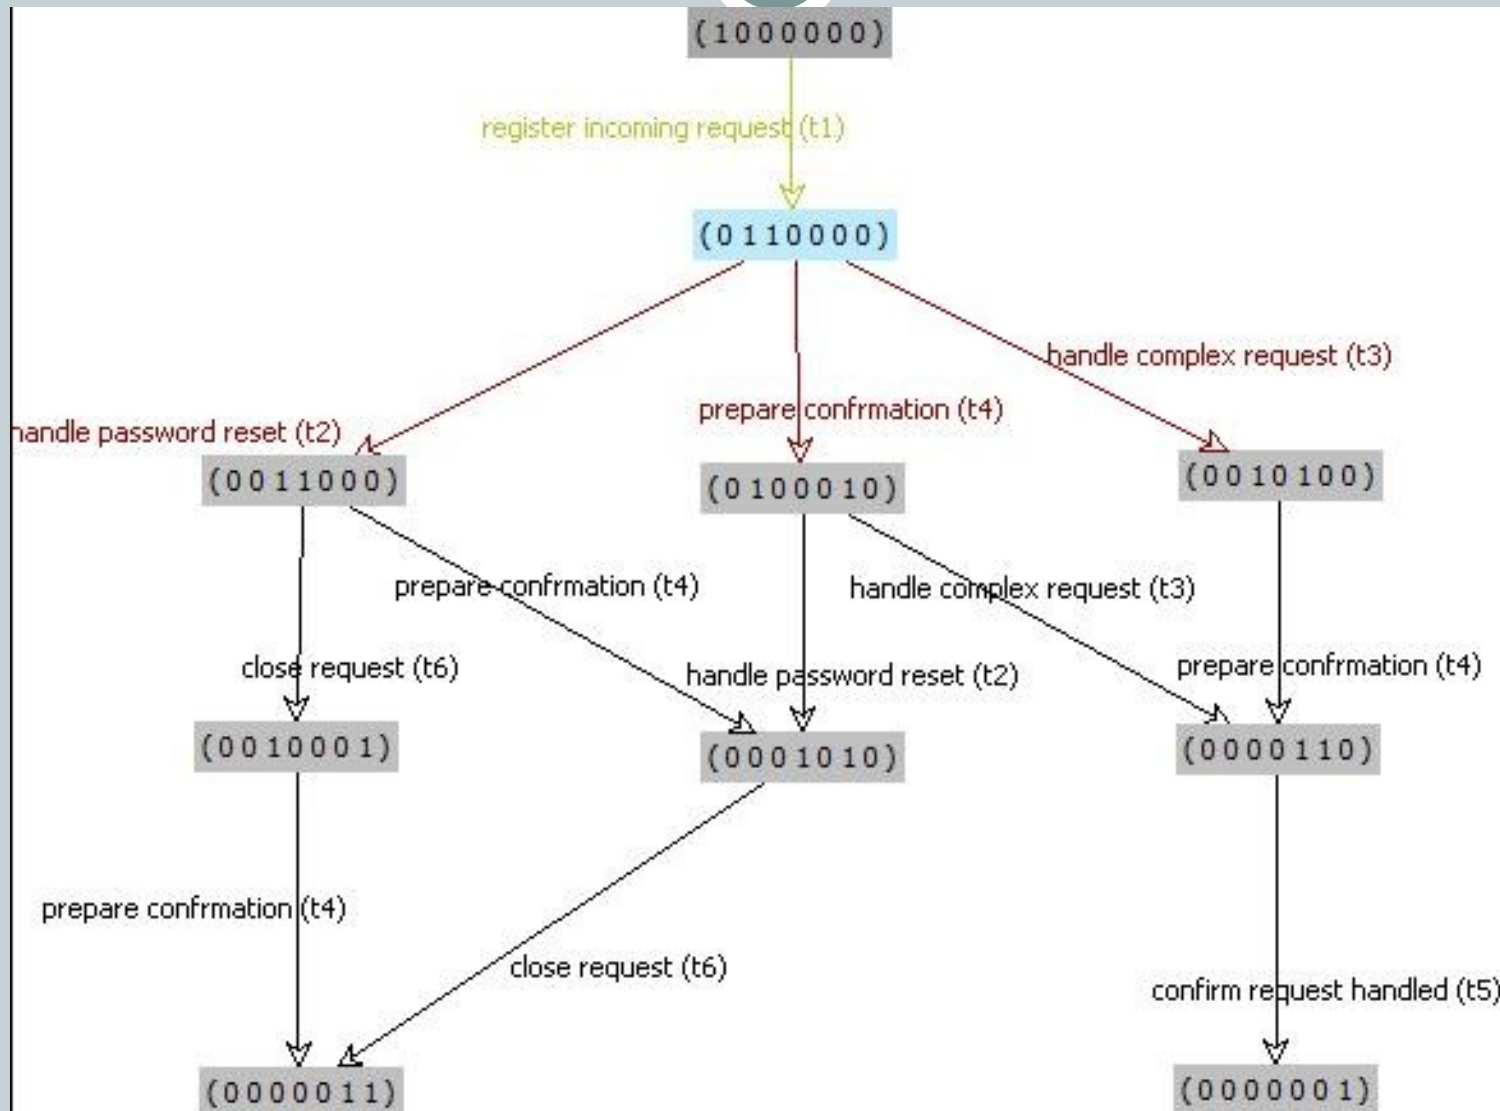 (1000000)
register incoming request (t1)
(0110000)
handle complex request (t3)
prepare confrmation (t4)
handle password reset (t2)
(0011000)
(0100010)
(0010100)
prepare confrmation (t4)
handle complex request (t3)
close request (t6)
handle password reset (t2)
prepare confrmation (t4)
(0010001)
(0001010)
(0000110)
prepare confrmation (t4)
close request (t6)
confirm request handled (t5)
(0000011)
(0000001)